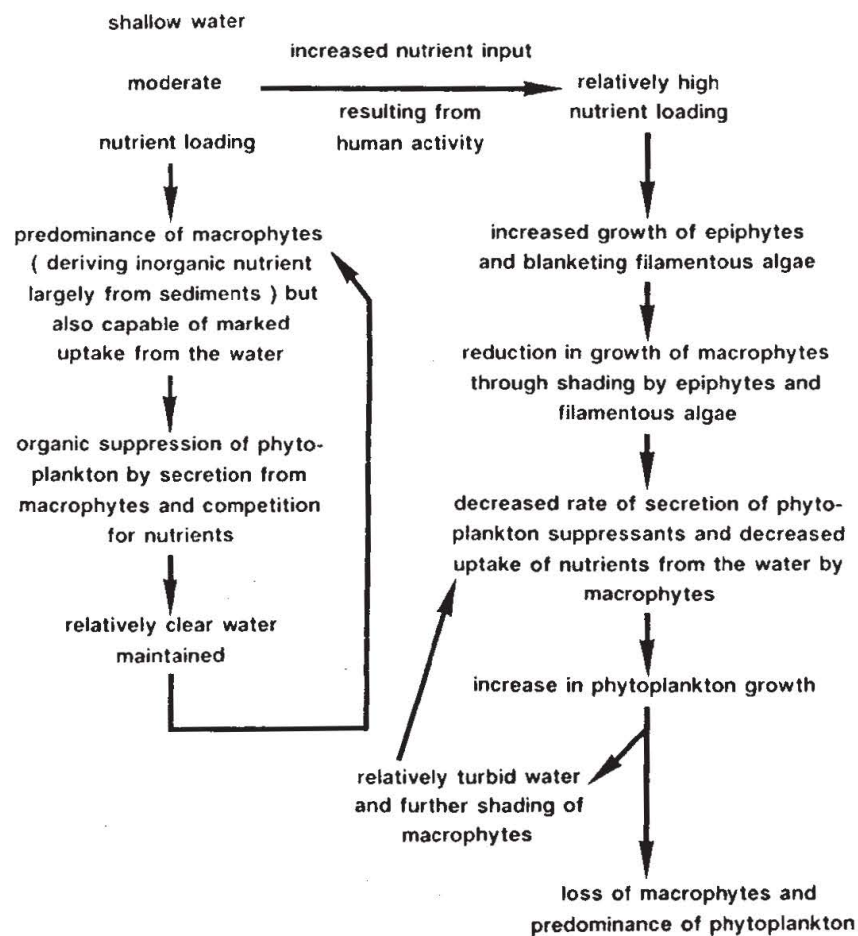 shallow water
moderate
nutrient loading
increased nutrient input
resulting from
human activity
relatively high
nutrient loading
predominance of macrophytes
( deriving inorganic nutrient
largely from sediments ) but
also capable of marked
uptake from the water
organic suppression of phyto-
plankton by secretion from
macrophytes and competition
for nutrients
relatively clear water
maintained
increased growth of epiphytes
and blanketing filamentous algae
reduction in growth of macrophytes
through shading by epiphytes and
filamentous algae
decreased rate of secretion of phyto-
plankton suppressants and decreased
uptake of nutrients from the water by
macrophytes
increase in phytoplankton growth
relatively turbid water
and further shading of
macrophytes
loss of macrophytes and
predominance of phytoplankton